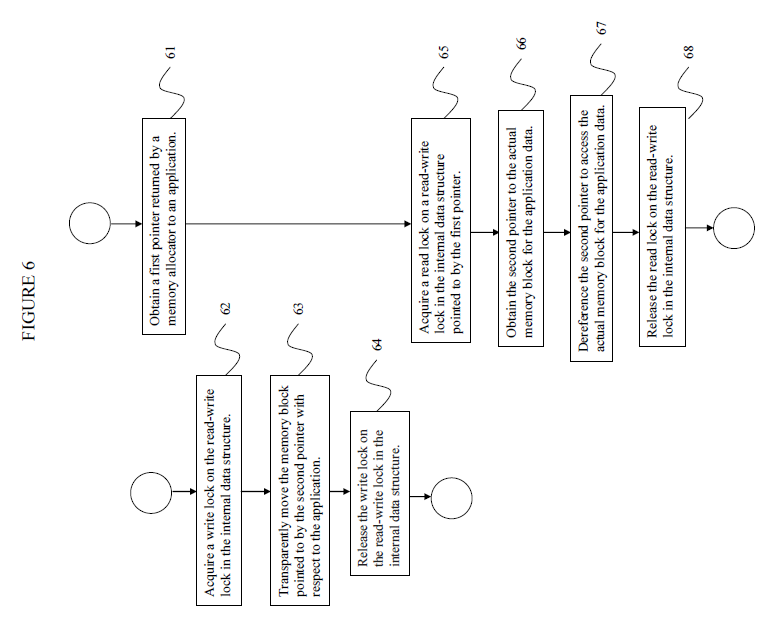 FIGURE 6
61
Obtain a first pointer returned by a
memory allocator to an application.
65
Acquire a read lock on a read-write
lock in the internal data structure
pointed to by the first pointer.
66
Obtain the second pointer to the actual
memory block for the application data.
67
Dereference the second pointer to access the
actual memory block for the application data.
68
Release the read lock on the read-write
lock in the internal data structure.
62
Acquire a write lock on the read-write
lock in the internal data structure.
63
Transparently move the memory block
pointed to by the second pointer with
respect to the application.
64
Release the write lock on
the read-write lock in the
internal data structure.